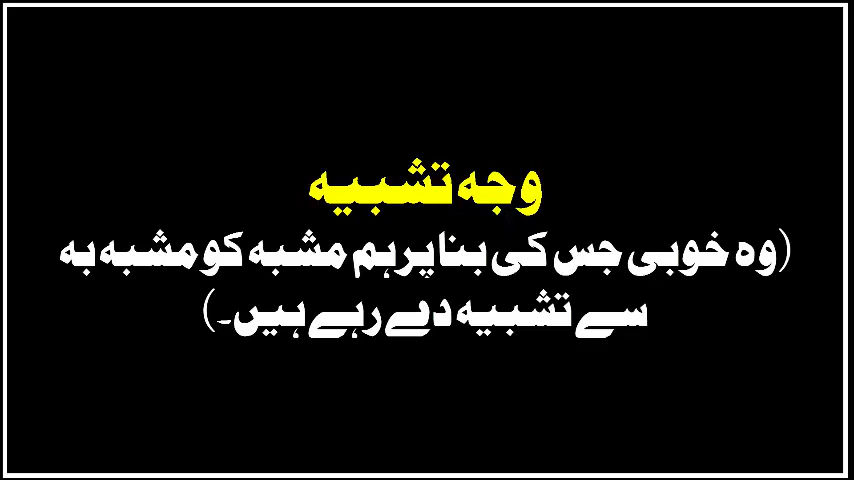 وجہ تشبیہ
(وہ خوبی جس کی بنا پر ہم مشبہ کو مشبہ بہ
سے تشبیہ دے رہے ہیں۔)